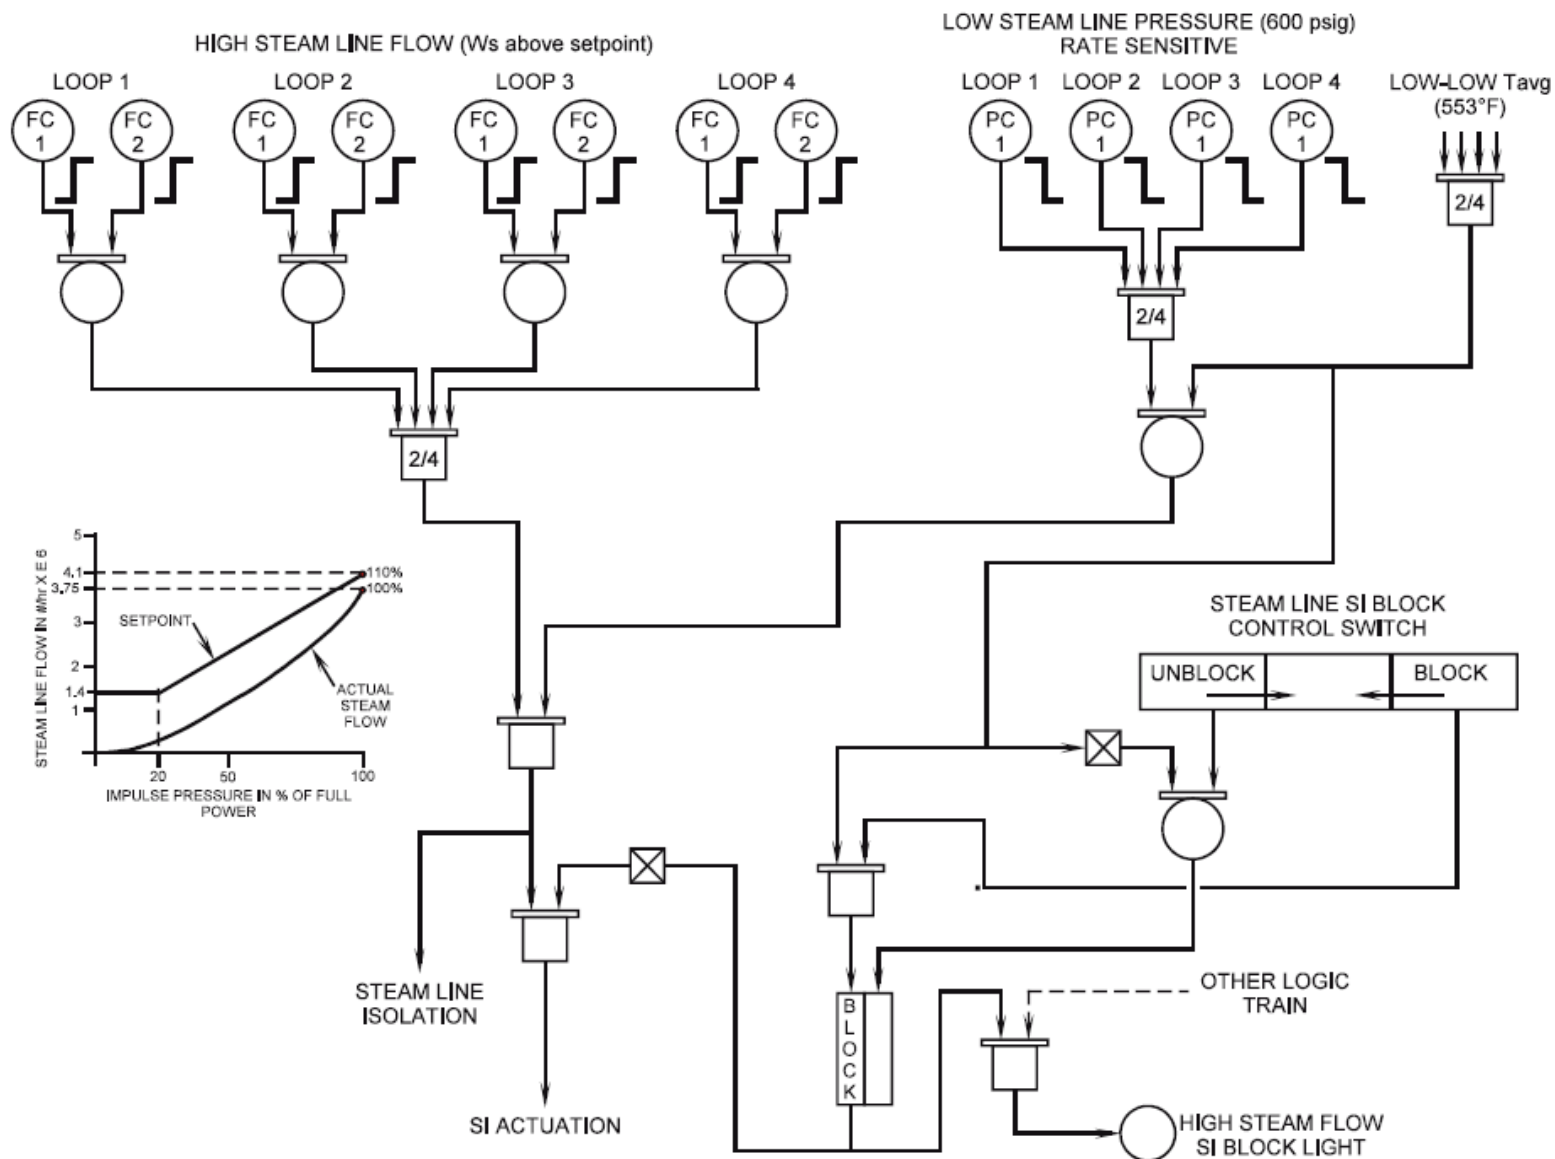 HIGH STEAM LINE FLOW (Ws above setpoint)
LOOP 1
LOOP 2
LOOP 3
LOOP 4
FC
1
FC
2
FC
1
FC
2
FC
1
FC
2
FC
1
FC
2
2/4
LOW STEAM LINE PRESSURE (600 psig)
RATE SENSITIVE
LOOP 1
LOOP 2
LOOP 3
LOOP 4
PC
1
PC
1
PC
1
PC
1
2/4
LOW-LOW Tavg
(553°F)
2/4
STEAM LINE FLOW IN #/hr X E 6
5
4.1
3.75
3
2
1.4
1
110%
100%
SETPOINT
ACTUAL
STEAM
FLOW
20
50
100
IMPULSE PRESSURE IN % OF FULL
POWER
STEAM LINE SI BLOCK
CONTROL SWITCH
UNBLOCK
BLOCK
STEAM LINE
ISOLATION
SI ACTUATION
BLOCK
OTHER LOGIC
TRAIN
HIGH STEAM FLOW
SI BLOCK LIGHT